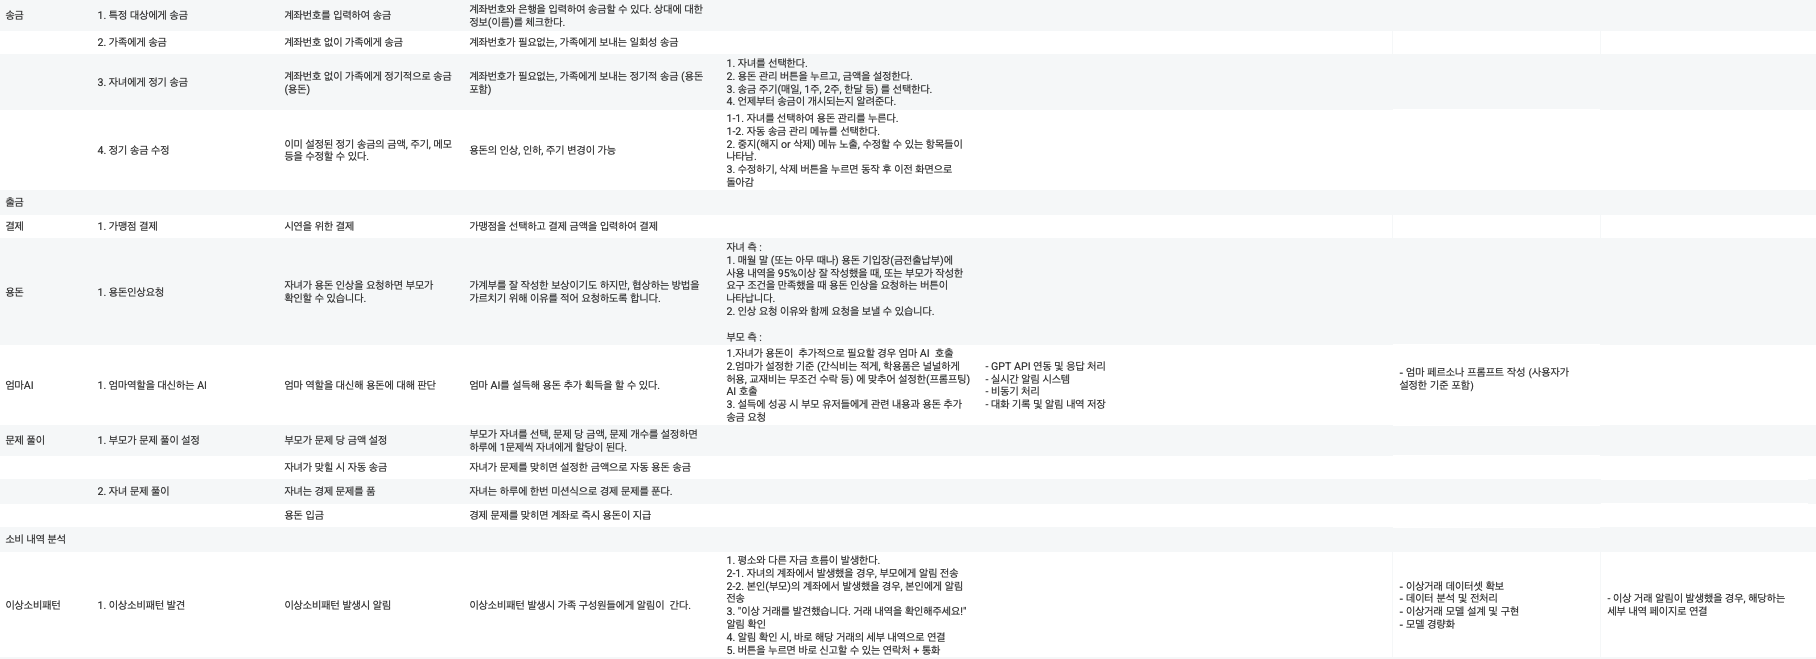 송금
1. 특정 대상에게 송금
계좌번호를 입력하여 송금
계좌번호와 은행을 입력하여 송금할 수 있다. 상대에 대한
정보(이름)를 체크한다.
2. 가족에게 송금
계좌번호 없이 가족에게 송금
계좌번호가 필요없는, 가족에게 보내는 일회성 송금
3. 자녀에게 정기 송금
계좌번호 없이 가족에게 정기적으로 송금
(용돈)
계좌번호가 필요없는, 가족에게 보내는 정기적 송금 (용돈
포함)
1. 자녀를 선택한다.
2. 용돈 관리 버튼을 누르고, 금액을 설정한다.
3. 송금 주기(매일, 1주, 2주, 한달 등) 를 선택한다.
4. 언제부터 송금이 개시되는지 알려준다.
4. 정기 송금 수정
이미 설정된 정기 송금의 금액, 주기, 메모
등을 수정할 수 있다.
용돈의 인상, 인하, 주기 변경이 가능
1-1. 자녀를 선택하여 용돈 관리를 누른다.
1-2. 자동 송금 관리 메뉴를 선택한다.
2. 중지(해지 or 삭제) 메뉴 노출, 수정할 수 있는 항목들이
나타남.
3. 수정하기, 삭제 버튼을 누르면 동작 후 이전 화면으로
돌아감
출금
결제
1. 가맹점 결제
시연을 위한 결제
가맹점을 선택하고 결제 금액을 입력하여 결제
용돈
1. 용돈인상요청
자녀가 용돈 인상을 요청하면 부모가
확인할 수 있습니다.
가계부를 잘 작성한 보상이기도 하지만, 협상하는 방법을
가르치기 위해 이유를 적어 요청하도록 합니다.
자녀 측 :
1. 매월 말 (또는 아무 때나) 용돈 기입장(금전출납부)에
사용 내역을 95%이상 잘 작성했을 때, 또는 부모가 작성한
요구 조건을 만족했을 때 용돈 인상을 요청하는 버튼이
나타납니다.
2. 인상 요청 이유와 함께 요청을 보낼 수 있습니다.
부모 측 :
엄마AI
1. 엄마역할을 대신하는 AI
엄마 역할을 대신해 용돈에 대해 판단
엄마 AI를 설득해 용돈 추가 획득을 할 수 있다.
1.자녀가 용돈이 추가적으로 필요할 경우 엄마 AI 호출
2.엄마가 설정한 기준 (간식비는 적게, 학용품은 널널하게
허용, 교재비는 무조건 수락 등) 에 맞추어 설정한(프롬프팅)
AI 호출
3. 설득에 성공 시 부모 유저들에게 관련 내용과 용돈 추가
송금 요청
- GPT API 연동 및 응답 처리
- 실시간 알림 시스템
- 비동기 처리
- 대화 기록 및 알림 내역 저장
- 엄마 페르소나 프롬프트 작성 (사용자가
설정한 기준 포함)
문제 풀이
1. 부모가 문제 풀이 설정
부모가 문제 당 금액 설정
부모가 자녀를 선택, 문제 당 금액, 문제 개수를 설정하면
하루에 1문제씩 자녀에게 할당이 된다.
자녀가 맞힐 시 자동 송금
자녀가 문제를 맞히면 설정한 금액으로 자동 용돈 송금
2. 자녀 문제 풀이
자녀는 경제 문제를 품
자녀는 하루에 한번 미션식으로 경제 문제를 푼다.
용돈 입금
경제 문제를 맞히면 계좌로 즉시 용돈이 지급
소비 내역 분석
이상소비패턴
1. 이상소비패턴 발견
이상소비패턴 발생시 알림
이상소비패턴 발생시 가족 구성원들에게 알림이 간다.
1. 평소와 다른 자금 흐름이 발생한다.
2-1. 자녀의 계좌에서 발생했을 경우, 부모에게 알림 전송
2-2. 본인(부모)의 계좌에서 발생했을 경우, 본인에게 알림
전송
3. "이상 거래를 발견했습니다. 거래 내역을 확인해주세요!"
알림 확인
4. 알림 확인 시, 바로 해당 거래의 세부 내역으로 연결
5. 버튼을 누르면 바로 신고할 수 있는 연락처 + 통화
- 이상거래 데이터셋 확보
- 데이터 분석 및 전처리
- 이상거래 모델 설계 및 구현
- 모델 경량화
- 이상 거래 알림이 발생했을 경우, 해당하는
세부 내역 페이지로 연결